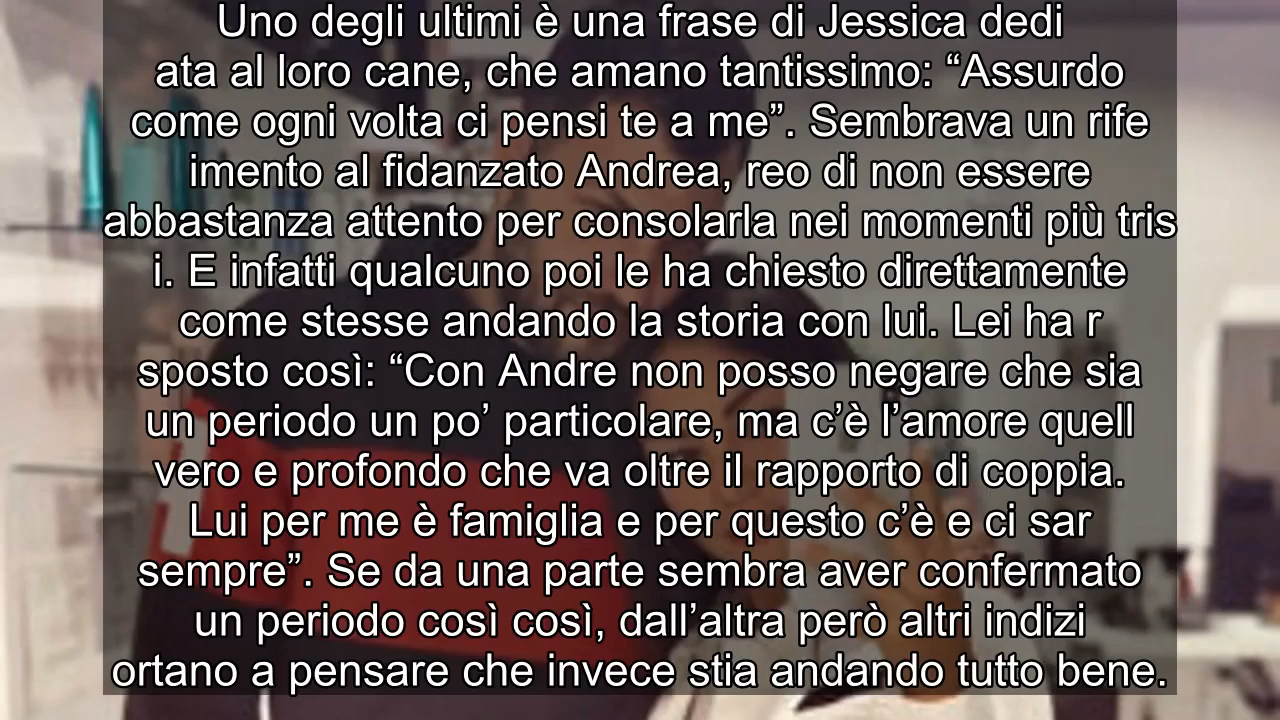 Uno degli ultimi è una frase di Jessica dedi
ata al loro cane, che amano tantissimo: “Assurdo
come ogni volta ci pensi te a me”. Sembrava un rife
imento al fidanzato Andrea, reo di non essere
abbastanza attento per consolarla nei momenti più tris
i. E infatti qualcuno poi le ha chiesto direttamente
come stesse andando la storia con lui. Lei ha r
sposto così: “Con Andre non posso negare che sia
un periodo un po’ particolare, ma c’è l’amore quell
vero e profondo che va oltre il rapporto di coppia.
Lui per me è famiglia e per questo c’è e ci sar
sempre”. Se da una parte sembra aver confermato
un periodo così così, dall’altra però altri indizi
ortano a pensare che invece stia andando tutto bene.